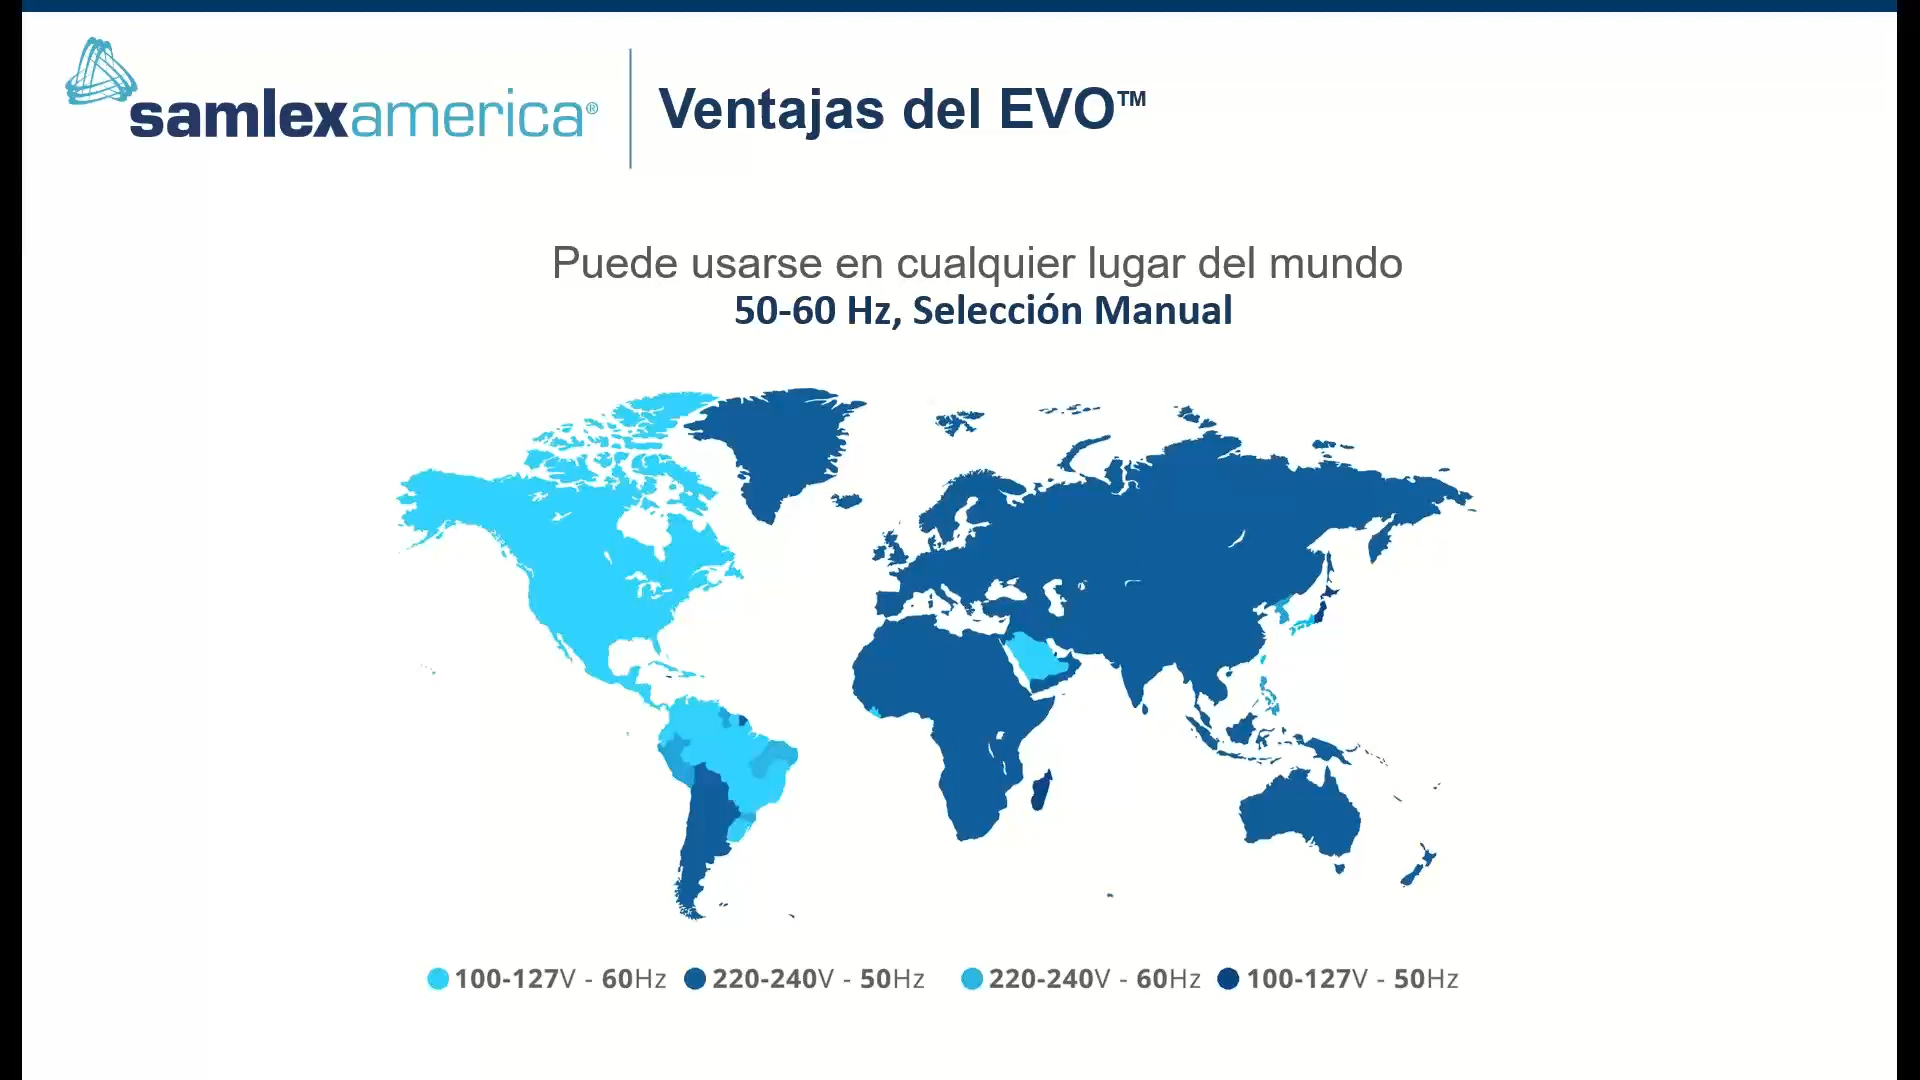 samlexamerica®
Ventajas del EVO™
Puede usarse en cualquier lugar del mundo
50-60 Hz, Selección Manual
100-127V - 60Hz
220-240V - 50Hz
220-240V - 60Hz
100-127V - 50Hz